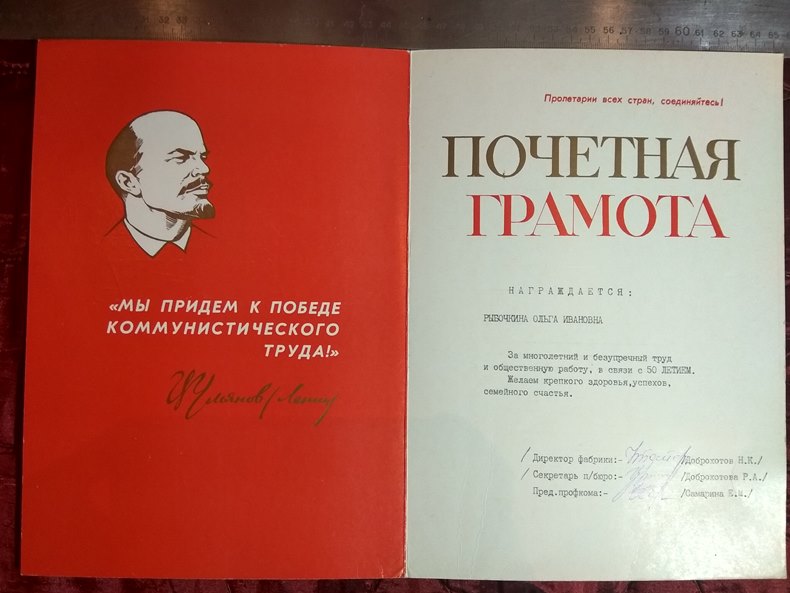 «МЫ ПРИДЕМ К ПОБЕДЕ
КОММУНИСТИЧЕСКОГО
ТРУДА!»
В Ульянов (Ленин)
Пролетарии всех стран, соединяйтесь!
ПОЧЕТНАЯ
ГРАМОТА
НАГРАЖДАЕТСЯ:
РЫБОЧКИНА ОЛЬГА ИВАНОВНА
За многолетний и безупречный труд
и общественную работу, в связи с 50 ЛЕТИЕМ.
Желаем крепкого здоровья,успехов,
семейного счастья.
/ Директор фабрики:- /Доброхотов Н.К./
/ Секретарь п/бюро:- /Доброхотова Р.А./
Пред.профкома:- /Самарина Е.М./